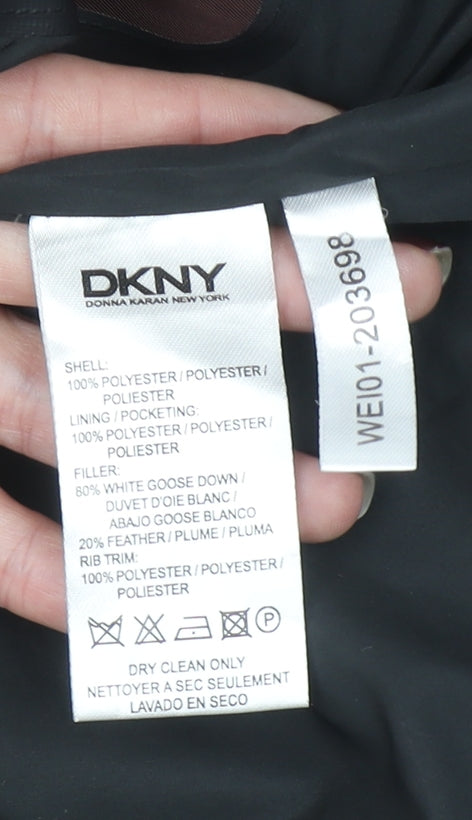 DKNY
DONNA KARAN NEW YORK
SHELL:
100% POLYESTER / POLYESTER /
POLIESTER
LINING / POCKETING:
100% POLYESTER / POLYESTER /
POLIESTER
FILLER:
80% WHITE GOOSE DOWN /
DUVET D'OIE BLANC /
ABAJO GOOSE BLANCO
20% FEATHER / PLUME / PLUMA
RIB TRIM:
100% POLYESTER / POLYESTER /
POLIESTER
P
DRY CLEAN ONLY
NETTOYER A SEC SEULEMENT
LAVADO EN SECO
WEI01-203698